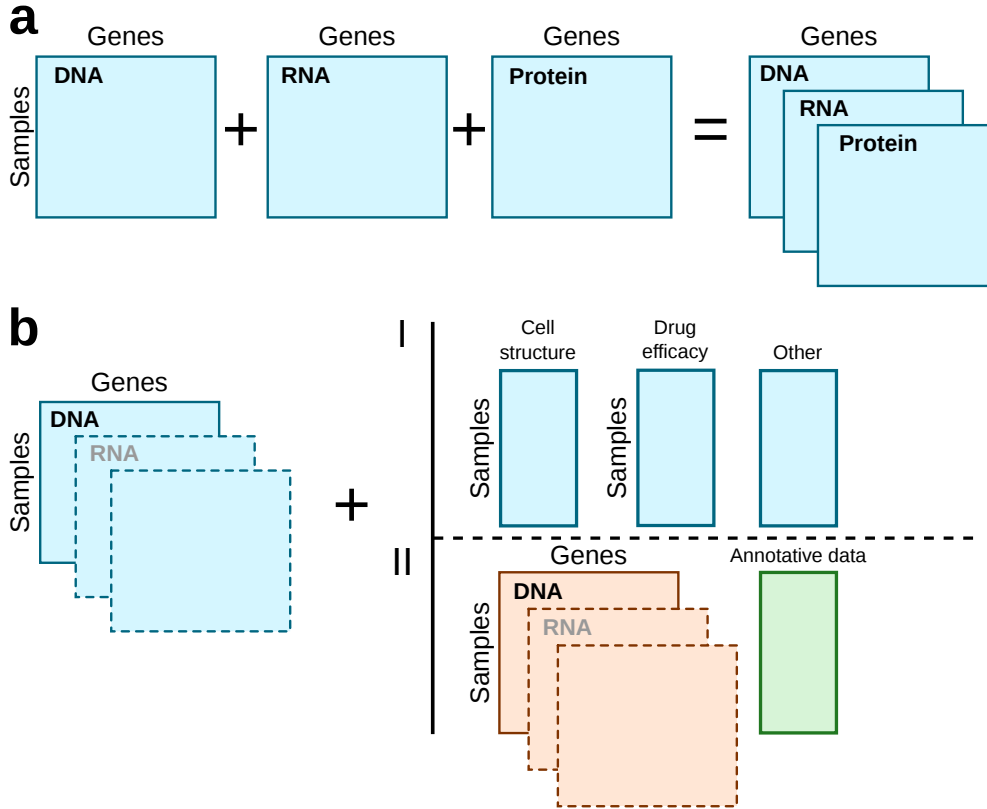 a
Genes
Genes
Genes
Genes
Samples
DNA
+
RNA
+
Protein
=
DNA
RNA
Protein
b
Genes
Samples
DNA
RNA
+
I
Cell
structure
Drug
efficacy
Other
Samples
Samples
II
Genes
Annotative data
Samples
DNA
RNA